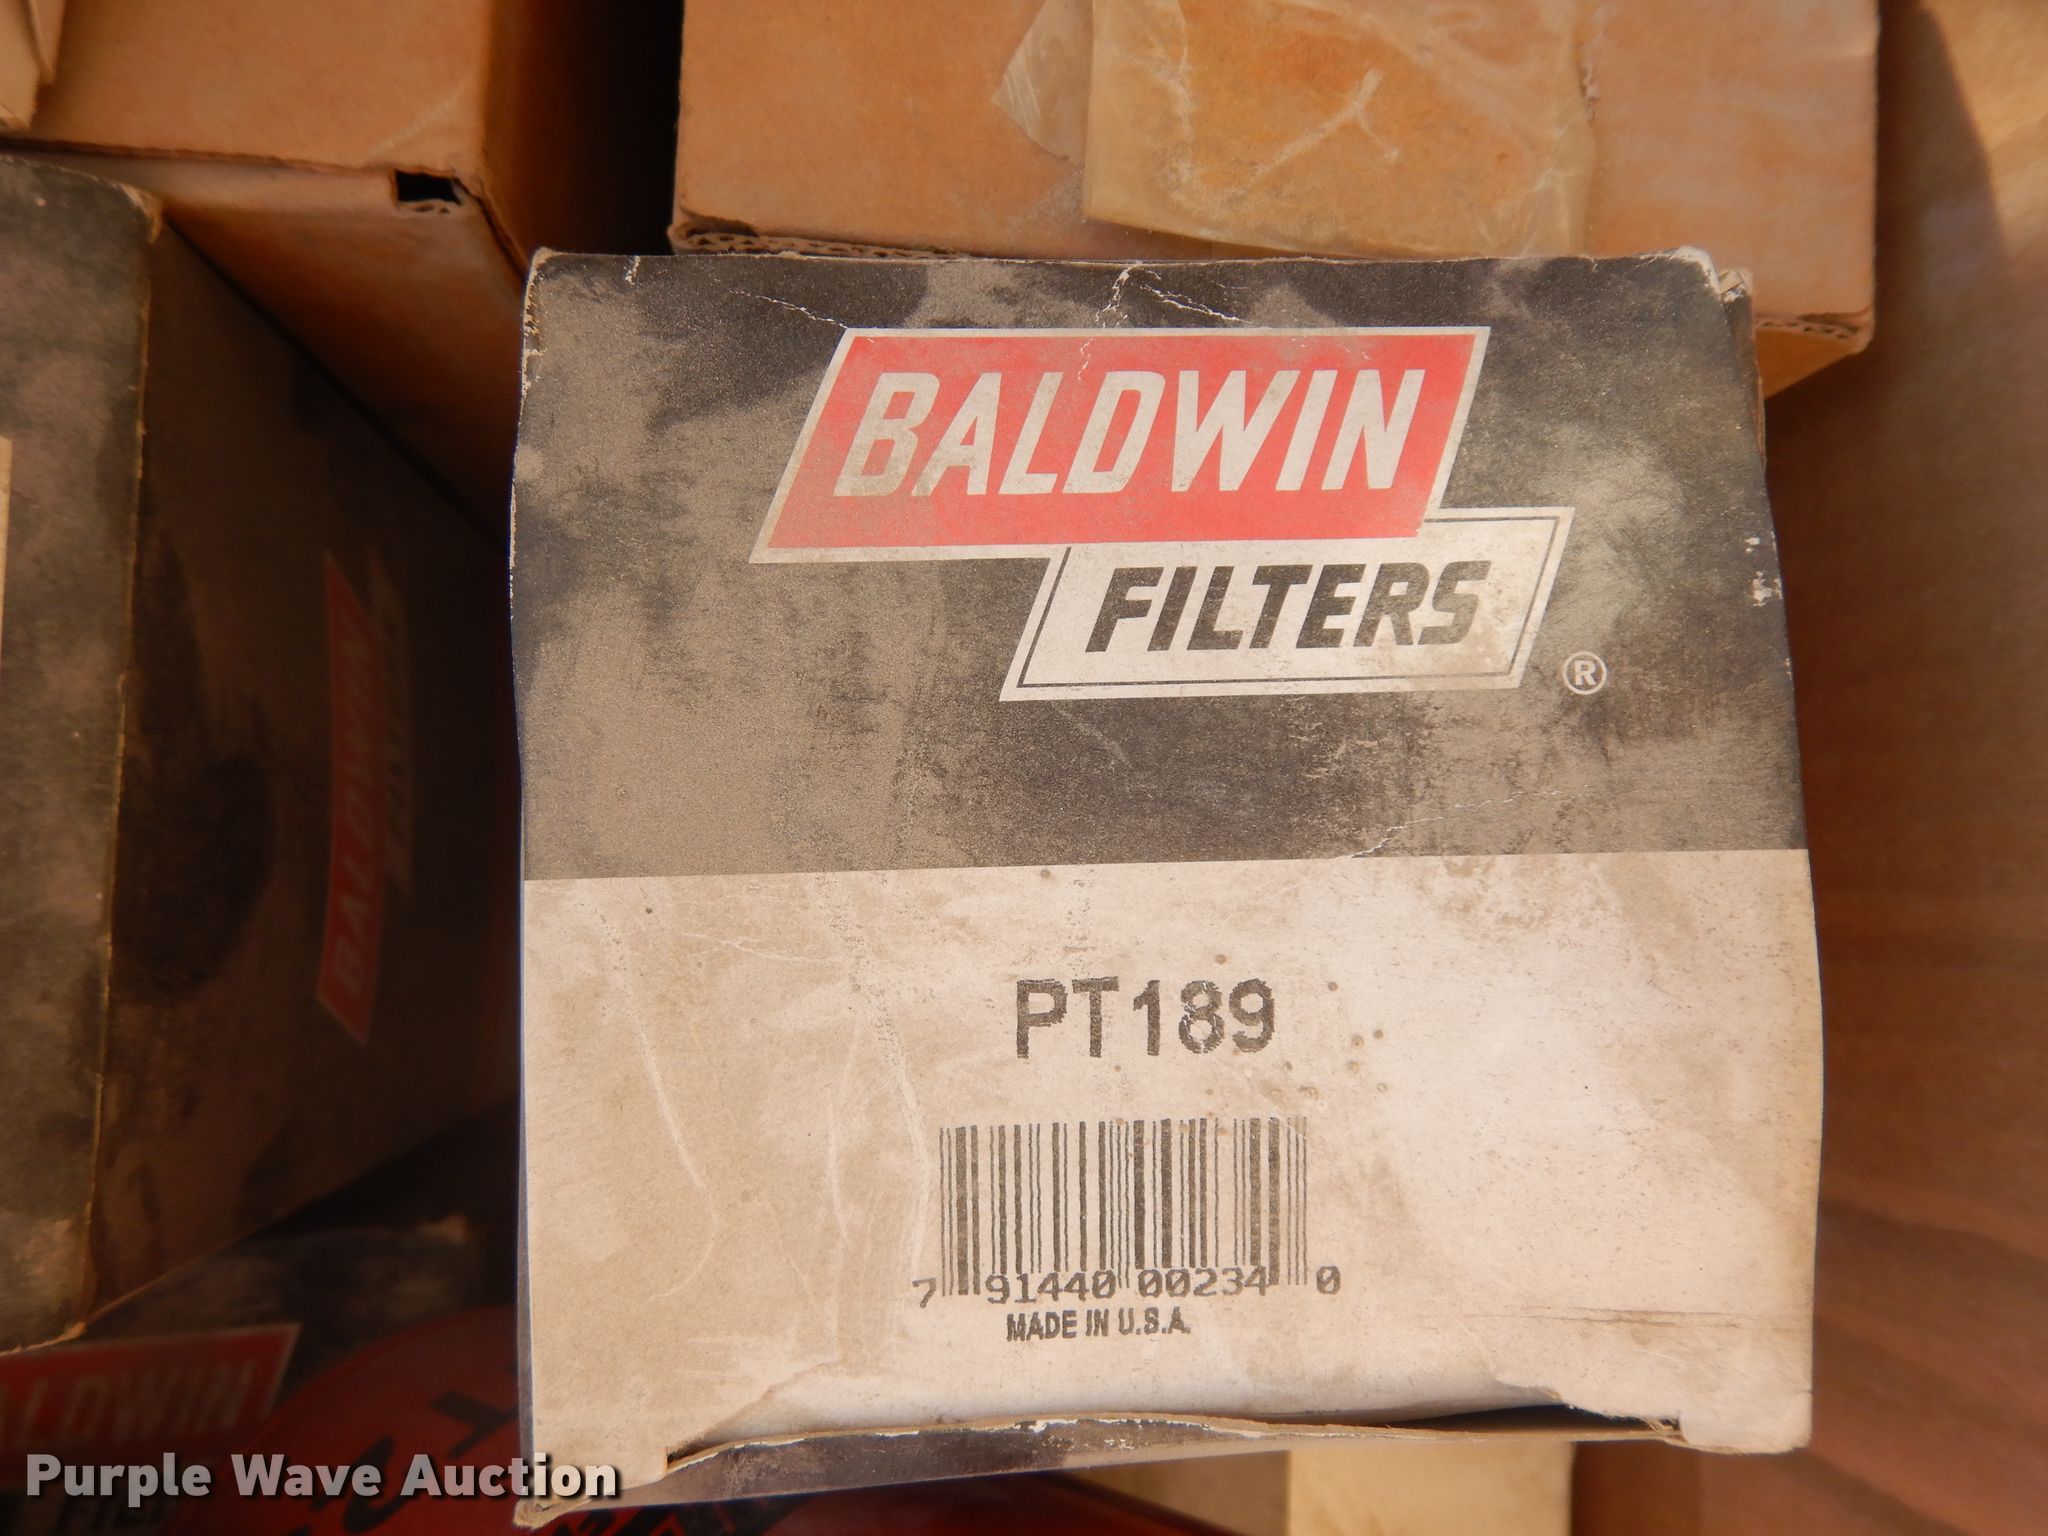 BALDWIN
FILTERS
®
PT189
7 91440 00234 0
MADE IN U.S.A.
BALDWIN
BALDWIN
Purple Wave Auction